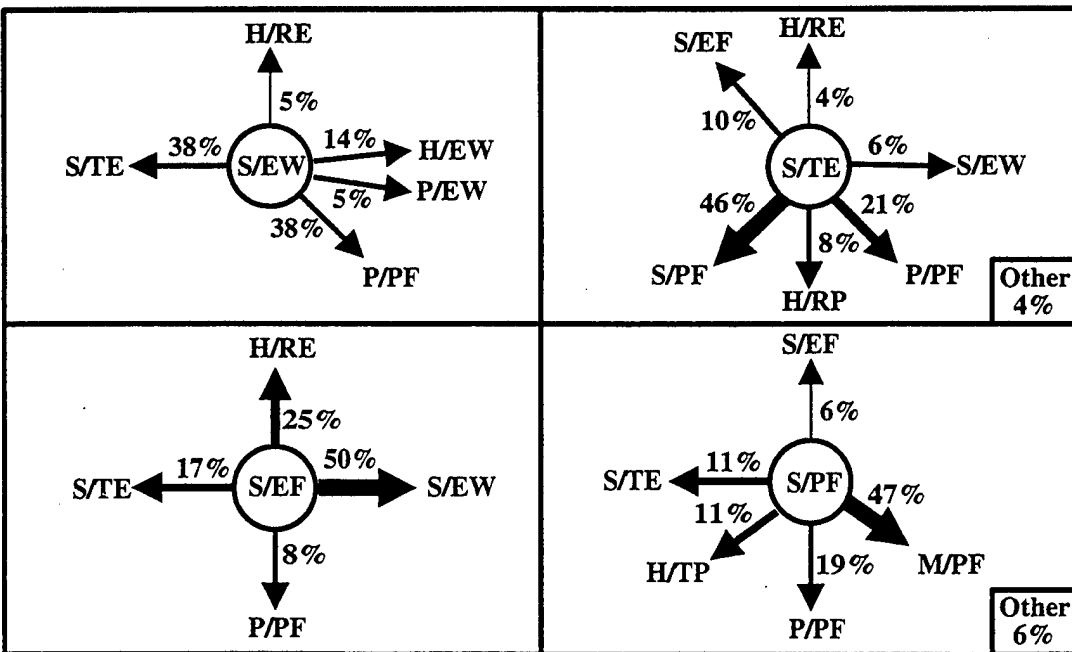 H/RE
5%
38%
14%
S/TE
S/EW
H/EW
5%
P/EW
38%
P/PF
H/RE
S/EF
4%
10%
6%
S/TE
S/EW
46%
21%
8%
S/PF
P/PF
H/RP
Other
4%
H/RE
25%
17%
50%
S/TE
S/EF
S/EW
8%
P/PF
S/EF
6%
11%
S/TE
S/PF
47%
11%
H/TP
19%
M/PF
P/PF
Other
6%